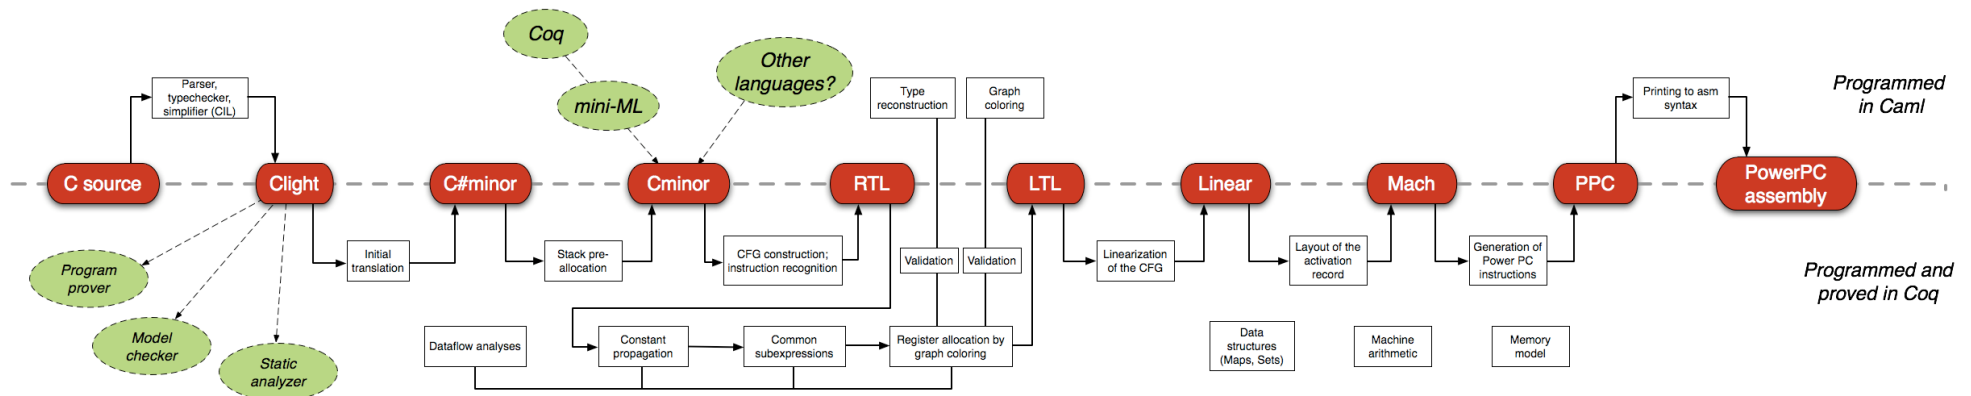 Coq
Other
languages?
mini-ML
Parser,
typechecker,
simplifier (CIL)
Type
reconstruction
Graph
coloring
Printing to asm
syntax
Programmed
in Caml
C source
Clight
C#minor
Cminor
RTL
LTL
Linear
Mach
PPC
PowerPC
assembly
Initial
translation
Stack pre-
allocation
CFG construction;
instruction recognition
Validation
Validation
Linearization
of the CFG
Layout of the
activation
record
Generation of
Power PC
instructions
Programmed and
proved in Coq
Program
prover
Model
checker
Static
analyzer
Dataflow analyses
Constant
propagation
Common
subexpressions
Register allocation by
graph coloring
Data
structures
(Maps, Sets)
Machine
arithmetic
Memory
model